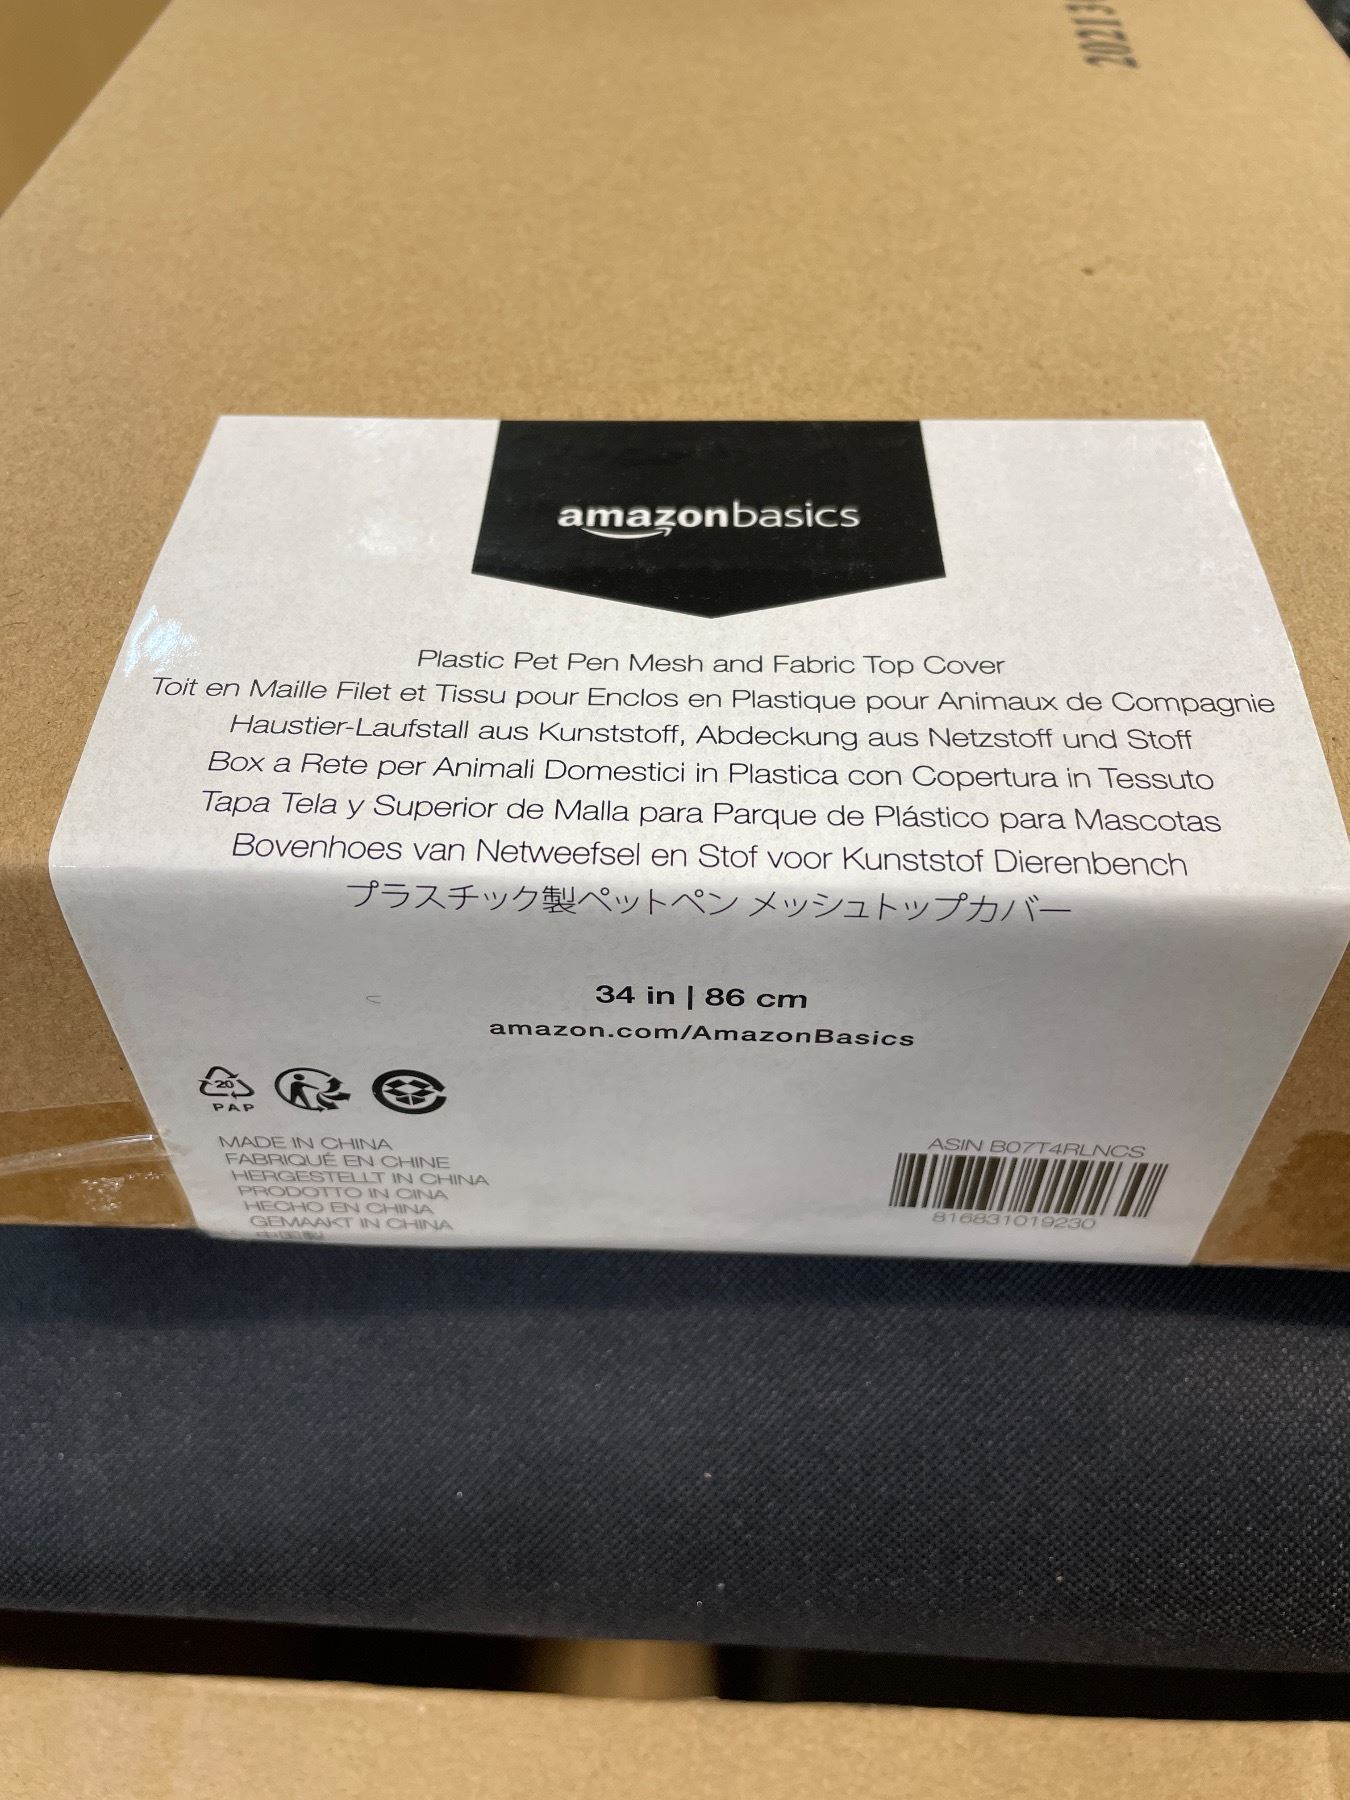 amazonbasics
Plastic Pet Pen Mesh and Fabric Top Cover
Toit en Maille Filet et Tissu pour Enclos en Plastique pour Animaux de Compagnie
Haustier-Laufstall aus Kunststoff, Abdeckung aus Netzstoff und Stoff
Box a Rete per Animali Domestici in Plastica con Copertura in Tessuto
Tapa Tela y Superior de Malla para Parque de Plástico para Mascotas
Bovenhoes van Netweefsel en Stof voor Kunststof Dierenbench
プラスチック製ペットペン メッシュトップカバー
34 in | 86 cm
amazon.com/AmazonBasics
20
PAP
MADE IN CHINA
FABRIQUÉ EN CHINE
HERGESTELLT IN CHINA
PRODOTTO IN CINA
HECHO EN CHINA
GEMAAKT IN CHINA
ASIN B07T4RLNCS
816831019230